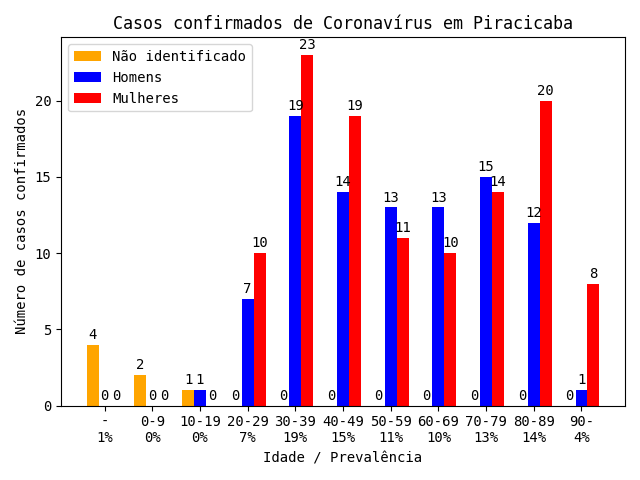 Casos confirmados de Coronavírus em Piracicaba
Não identificado
Homens
Mulheres
Número de casos confirmados
20
15
10
5
0
4 0 0
2 0 0
1 1 0
0 7 10
0 19 23
0 14 19
0 13 11
0 13 10
0 15 14
0 12 20
0 1 8
- 0-9 10-19 20-29 30-39 40-49 50-59 60-69 70-79 80-89 90-
1% 0% 0% 7% 19% 15% 11% 10% 13% 14% 4%
Idade / Prevalência